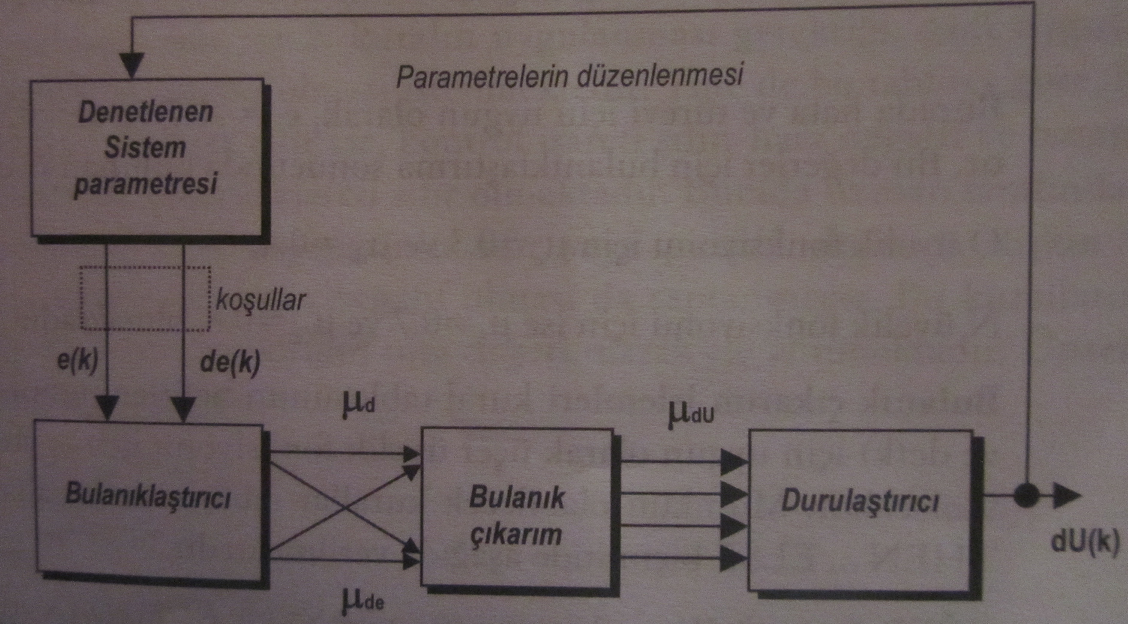 Parametrelerin düzenlenmesi
Denetlenen
Sistem
parametresi
koşullar
e(k)
de(k)
μd
μdU
Bulanıklaştırıcı
Bulanık
çıkarım
Durulaştırıcı
dU(k)
μde